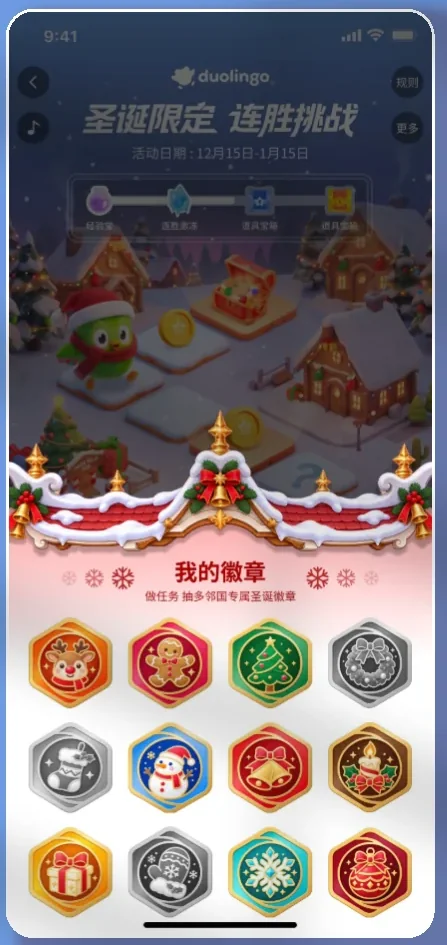 9:41
duolingo
规则
圣诞限定 连胜挑战
更多
活动日期：12月15日-1月15日
经验宝 连胜激冻 道具宝箱 道具宝箱
我的徽章
做任务 抽多邻国专属圣诞徽章